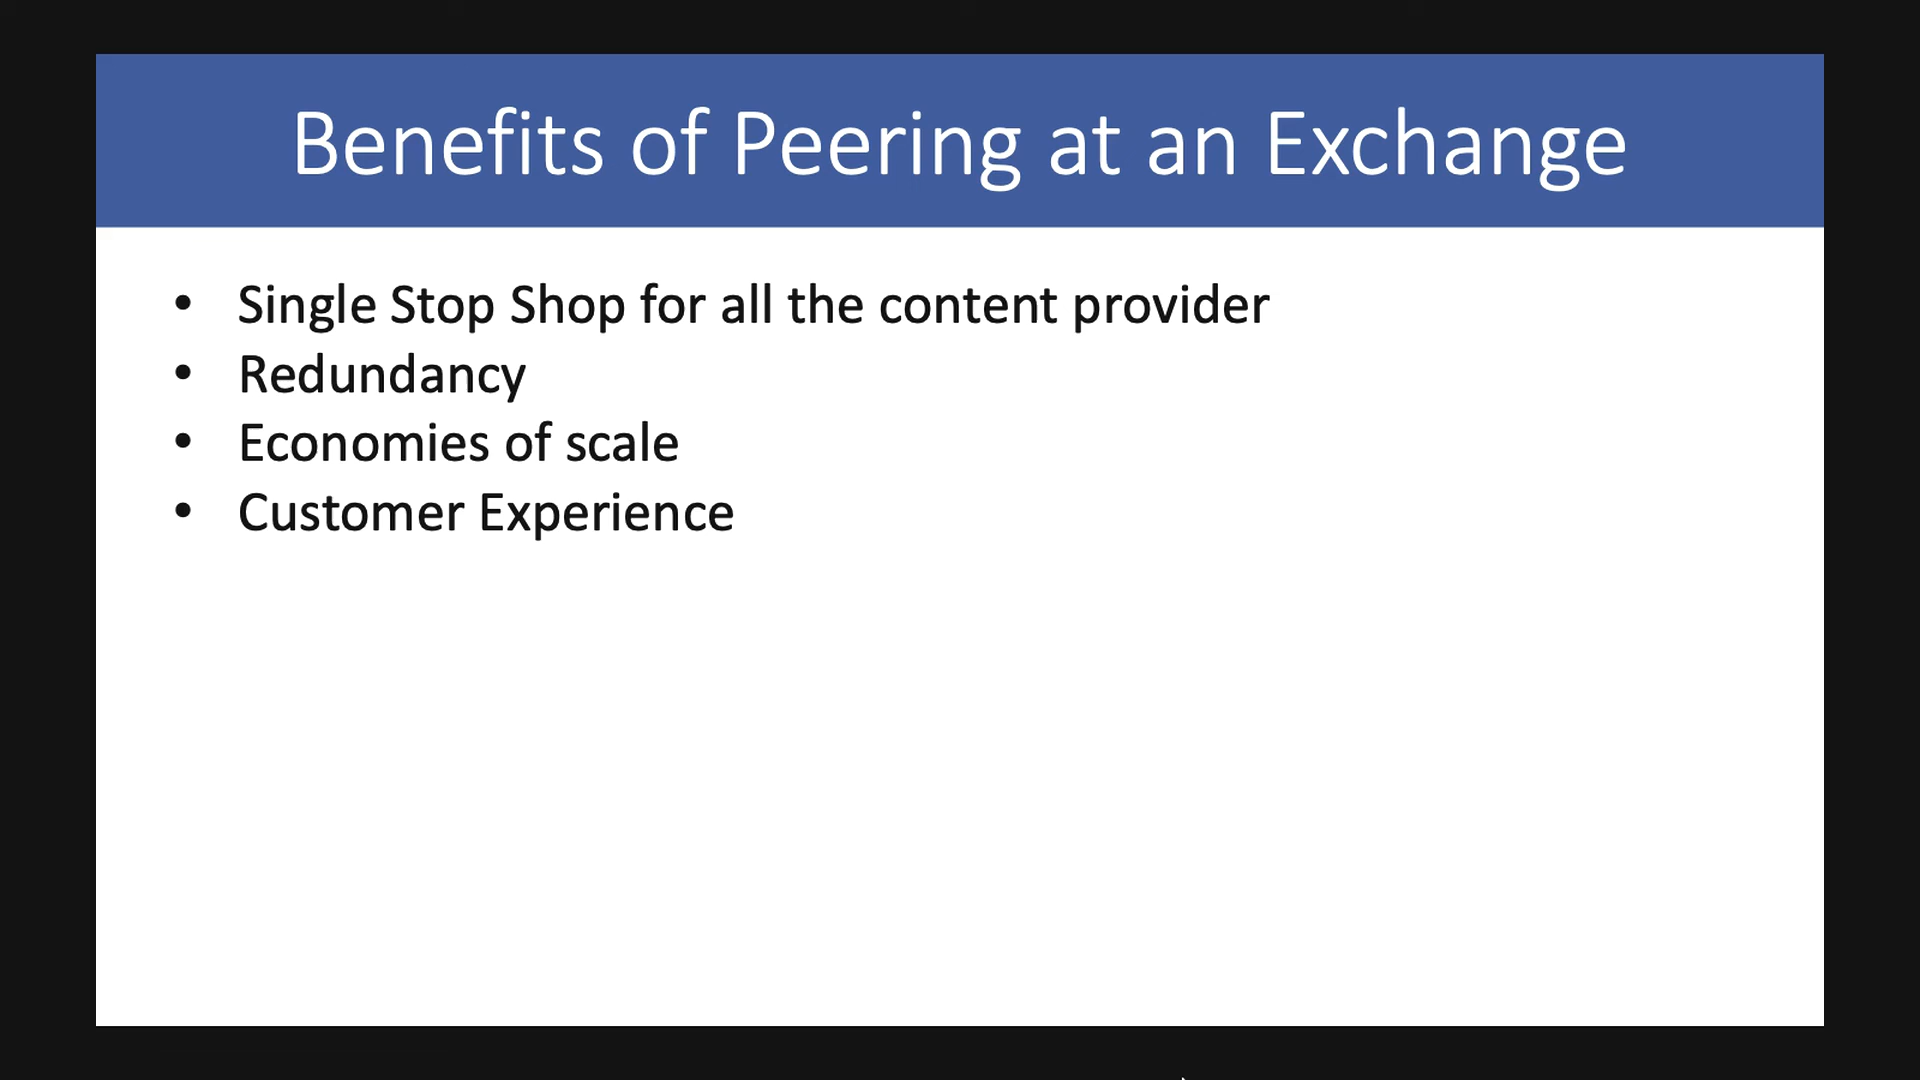 Benefits of Peering at an Exchange
• Single Stop Shop for all the content provider
• Redundancy
• Economies of scale
• Customer Experience